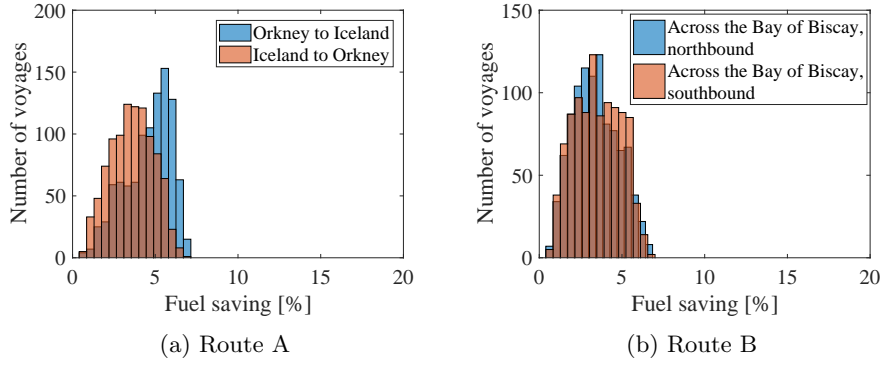 200
150
100
50
0
Number of voyages
Orkney to Iceland
Iceland to Orkney
0 5 10 15 20
Fuel saving [%]
(a) Route A
150
100
50
0
Number of voyages
Across the Bay of Biscay,
northbound
Across the Bay of Biscay,
southbound
0 5 10 15 20
Fuel saving [%]
(b) Route B